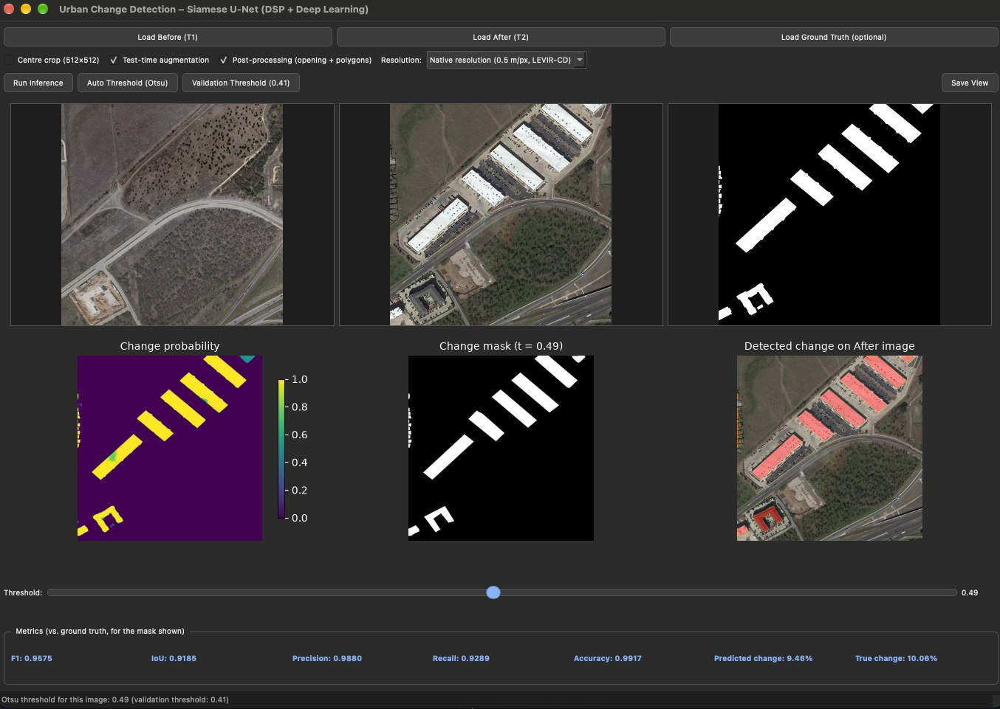 Urban Change Detection – Siamese U-Net (DSP + Deep Learning)
Load Before (T1) Load After (T2) Load Ground Truth (optional)
Centre crop (512×512) Test-time augmentation Post-processing (opening + polygons) Resolution: Native resolution (0.5 m/px, LEVIR-CD)
Run Inference Auto Threshold (Otsu) Validation Threshold (0.41) Save View
Change probability Change mask (t = 0.49) Detected change on After image
1.0
0.8
0.6
0.4
0.2
0.0
Threshold: 0.49
Metrics (vs. ground truth, for the mask shown)
F1: 0.9575 IoU: 0.9185 Precision: 0.9880 Recall: 0.9289 Accuracy: 0.9917 Predicted change: 9.46% True change: 10.06%
Otsu threshold for this image: 0.49 (validation threshold: 0.41)